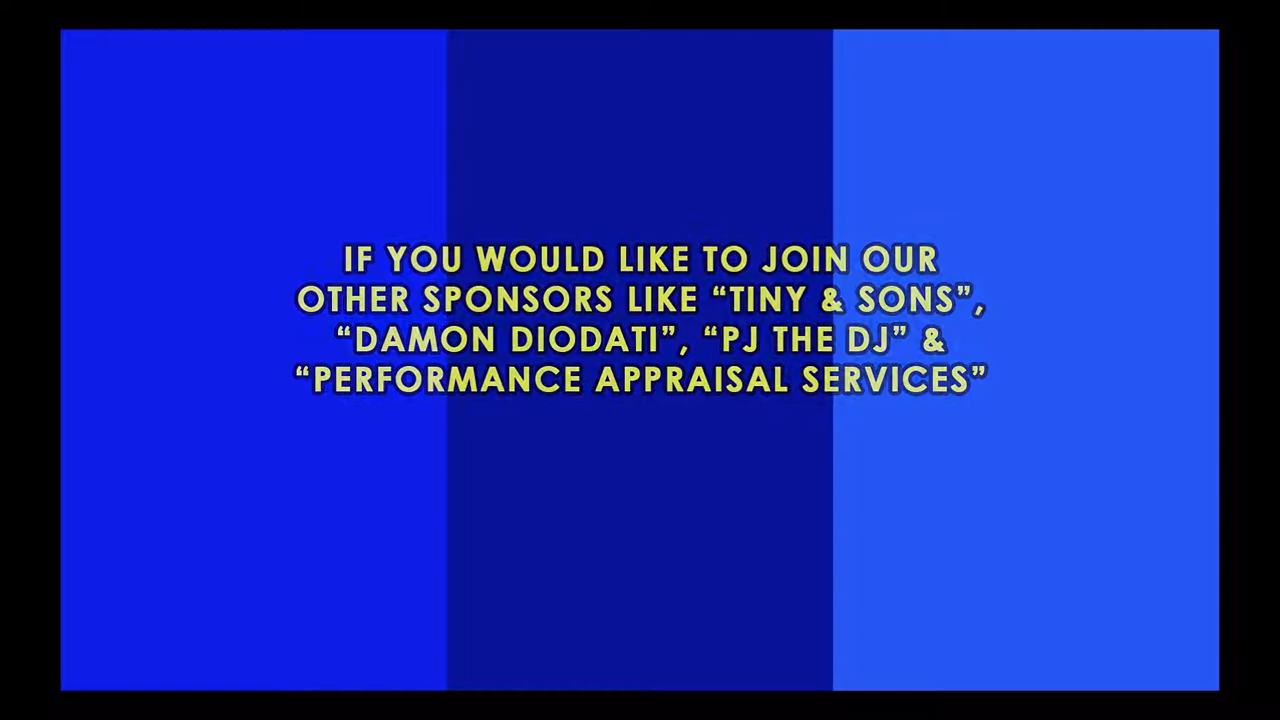 IF YOU WOULD LIKE TO JOIN OUR
OTHER SPONSORS LIKE “TINY & SONS”,
“DAMON DIODATI”, “PJ THE DJ” &
“PERFORMANCE APPRAISAL SERVICES”